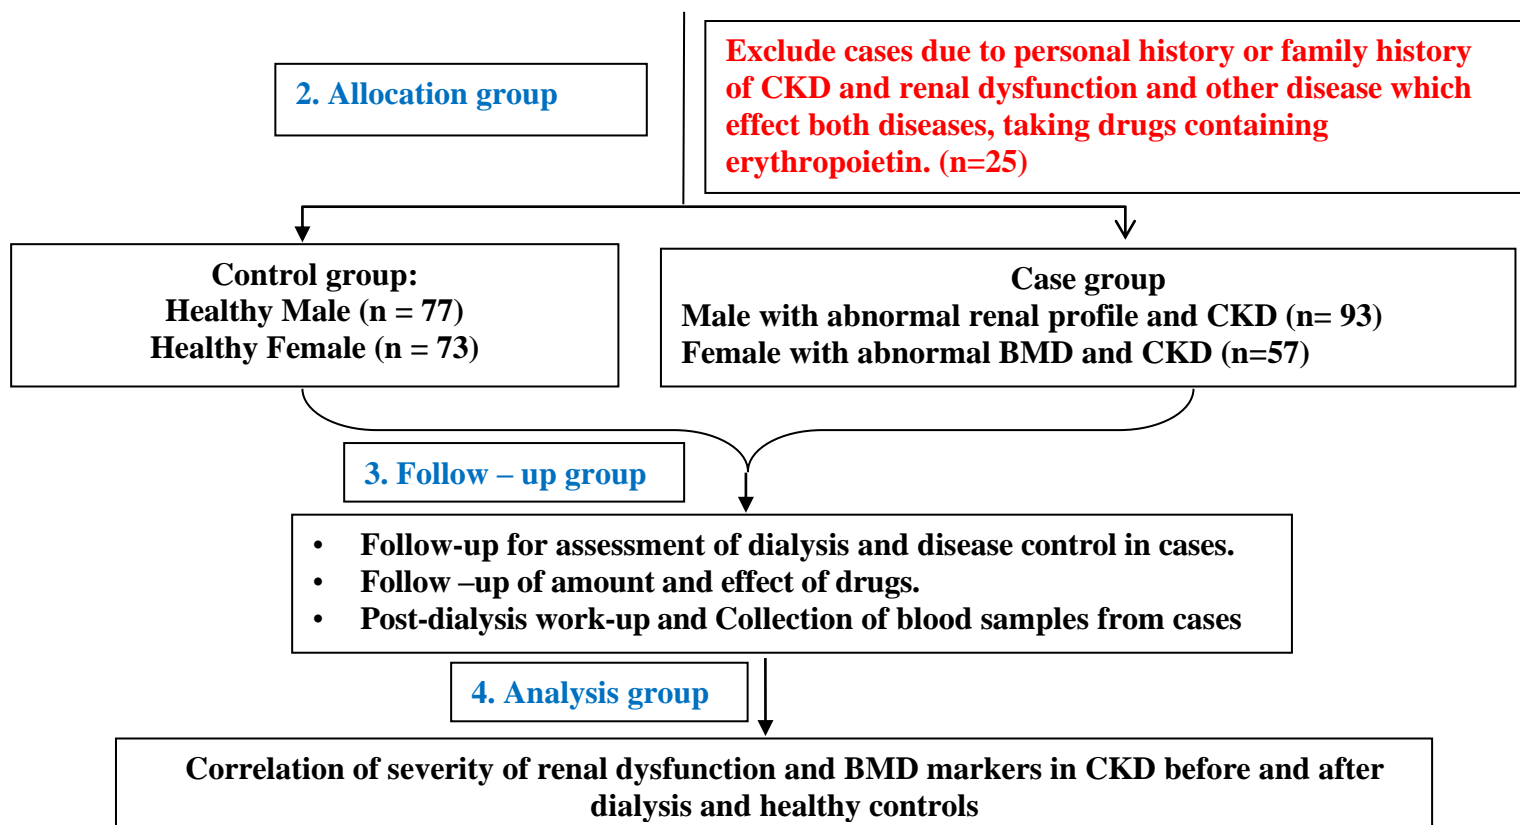 2. Allocation group
Exclude cases due to personal history or family history
of CKD and renal dysfunction and other disease which
effect both diseases, taking drugs containing
erythropoietin. (n=25)
Control group:
Healthy Male (n = 77)
Healthy Female (n = 73)
Case group
Male with abnormal renal profile and CKD (n= 93)
Female with abnormal BMD and CKD (n=57)
3. Follow – up group
• Follow-up for assessment of dialysis and disease control in cases.
• Follow –up of amount and effect of drugs.
• Post-dialysis work-up and Collection of blood samples from cases
4. Analysis group
Correlation of severity of renal dysfunction and BMD markers in CKD before and after
dialysis and healthy controls